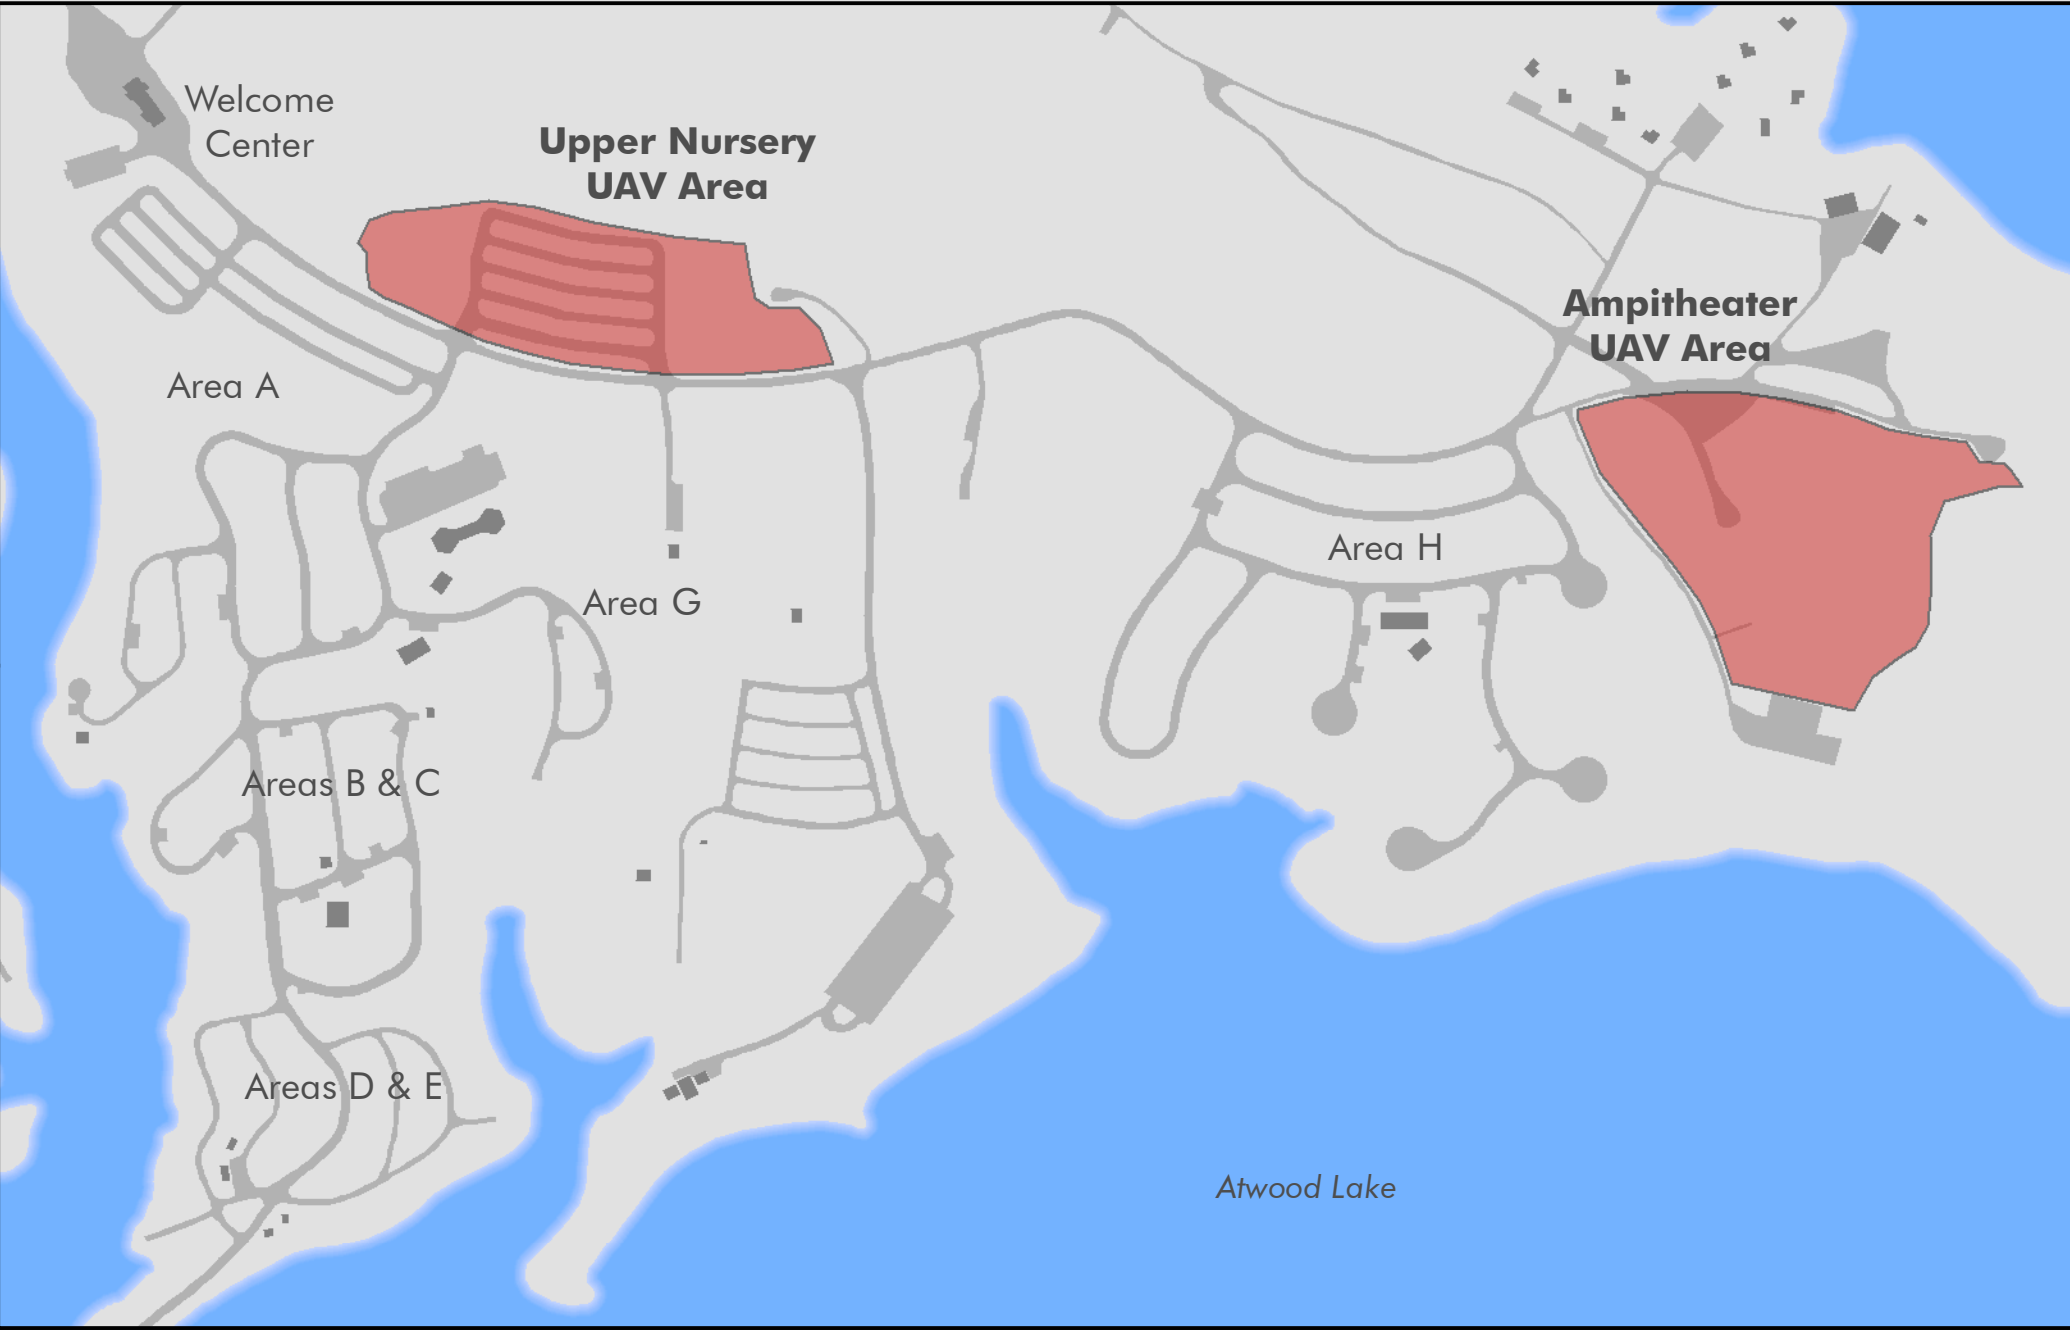 Welcome
Center
Upper Nursery
UAV Area
Ampitheater
UAV Area
Area A
Area H
Area G
Areas B & C
Areas D & E
Atwood Lake